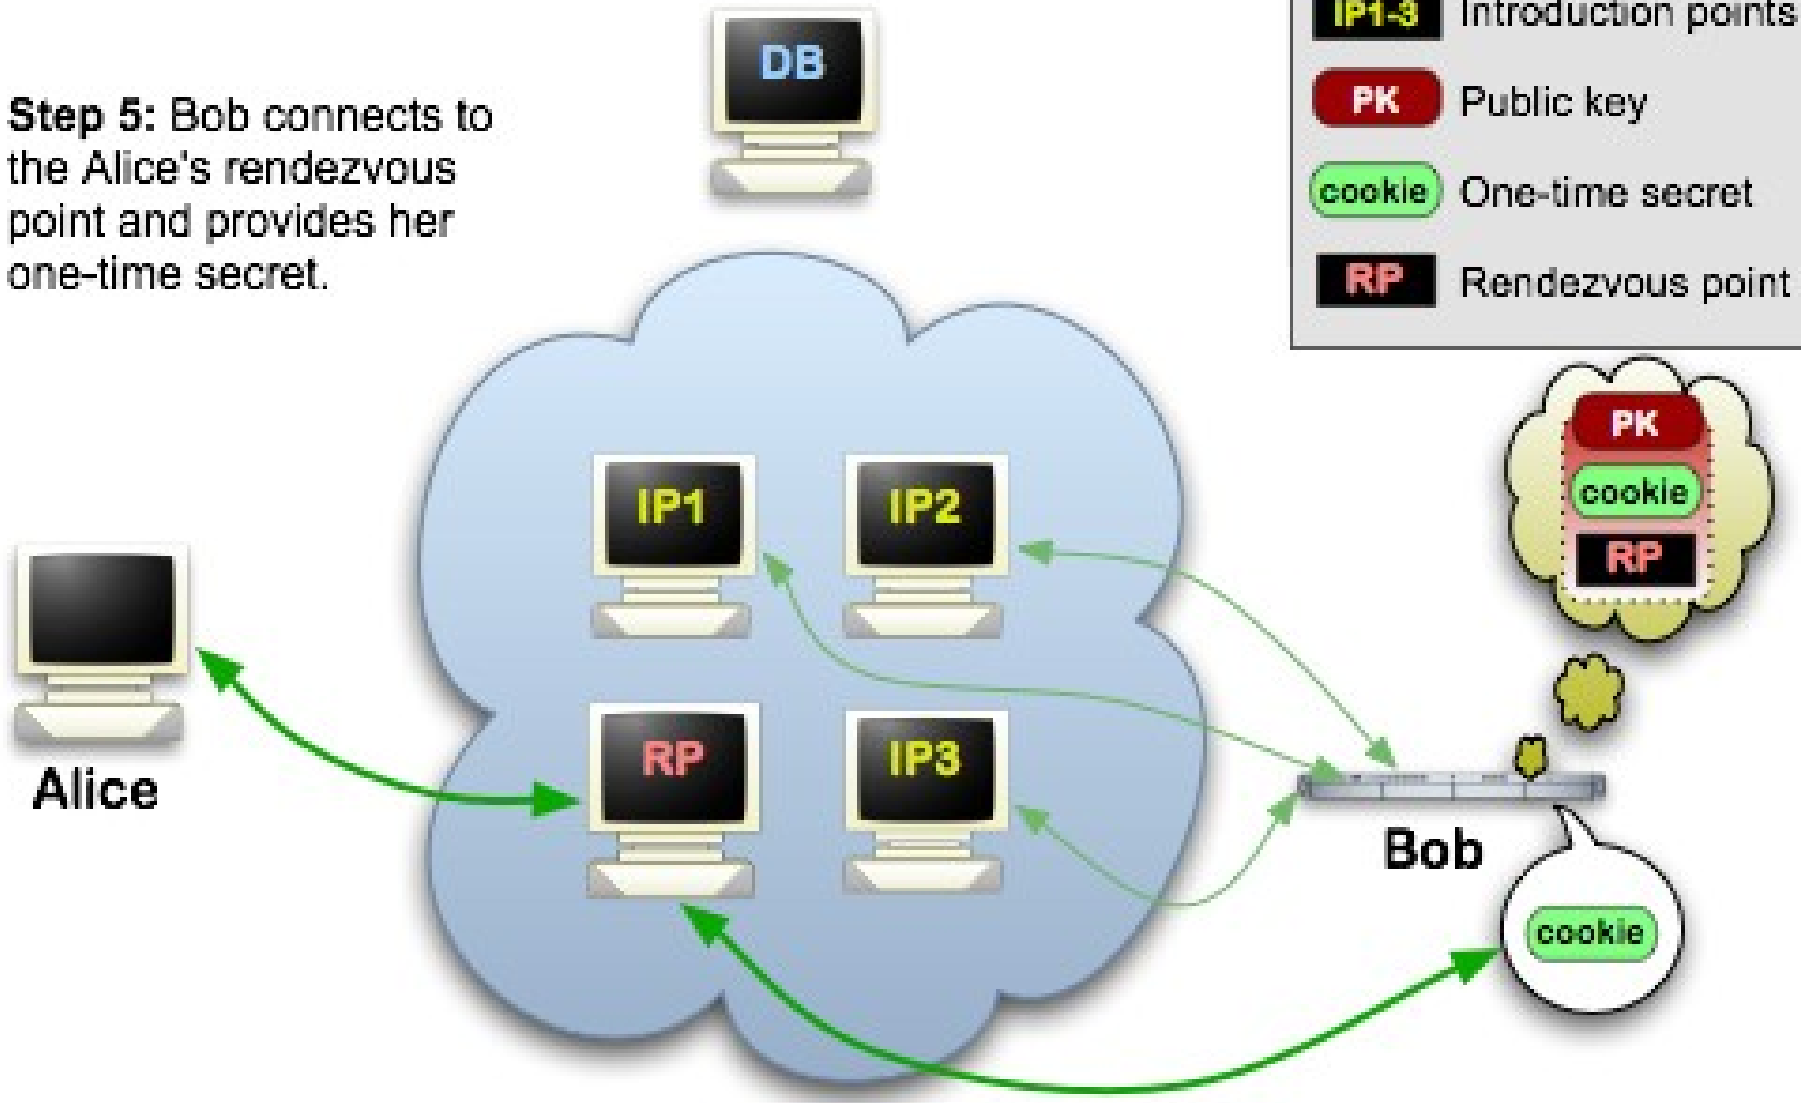 DB
IP1-3 Introduction points
Step 5: Bob connects to
the Alice's rendezvous
point and provides her
one-time secret.
PK Public key
cookie One-time secret
RP Rendezvous point
PK
cookie
RP
IP1
IP2
RP
IP3
Alice
Bob
cookie